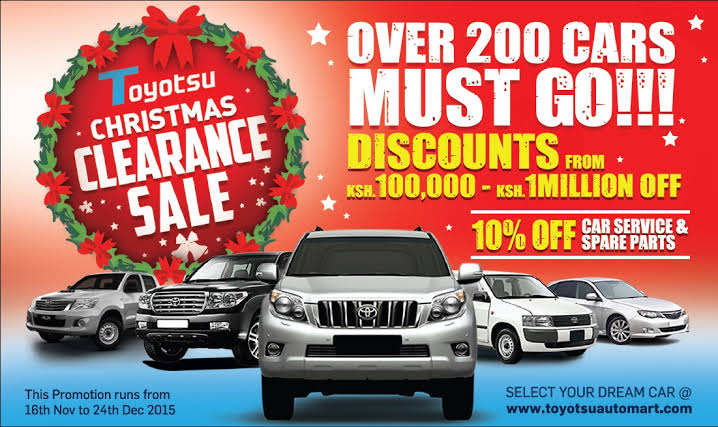 Toyotsu
CHRISTMAS
CLEARANCE
SALE
OVER 200 CARS
MUST GO!!!
DISCOUNTS FROM
KSH.100,000 - KSH.1MILLION OFF
10% OFF CAR SERVICE &
SPARE PARTS
This Promotion runs from
16th Nov to 24th Dec 2015
SELECT YOUR DREAM CAR @
www.toyotsuautomart.com